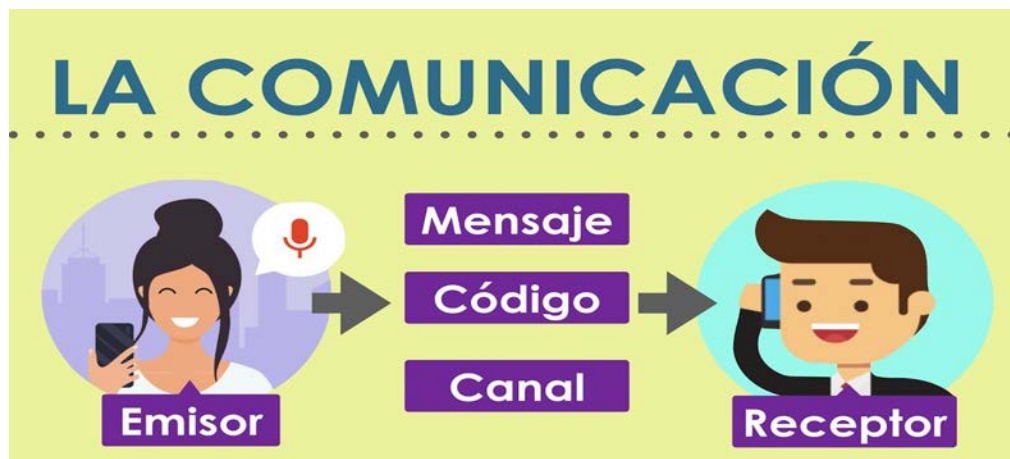 LA COMUNICACIÓN
Mensaje
Código
Canal
Emisor
Receptor